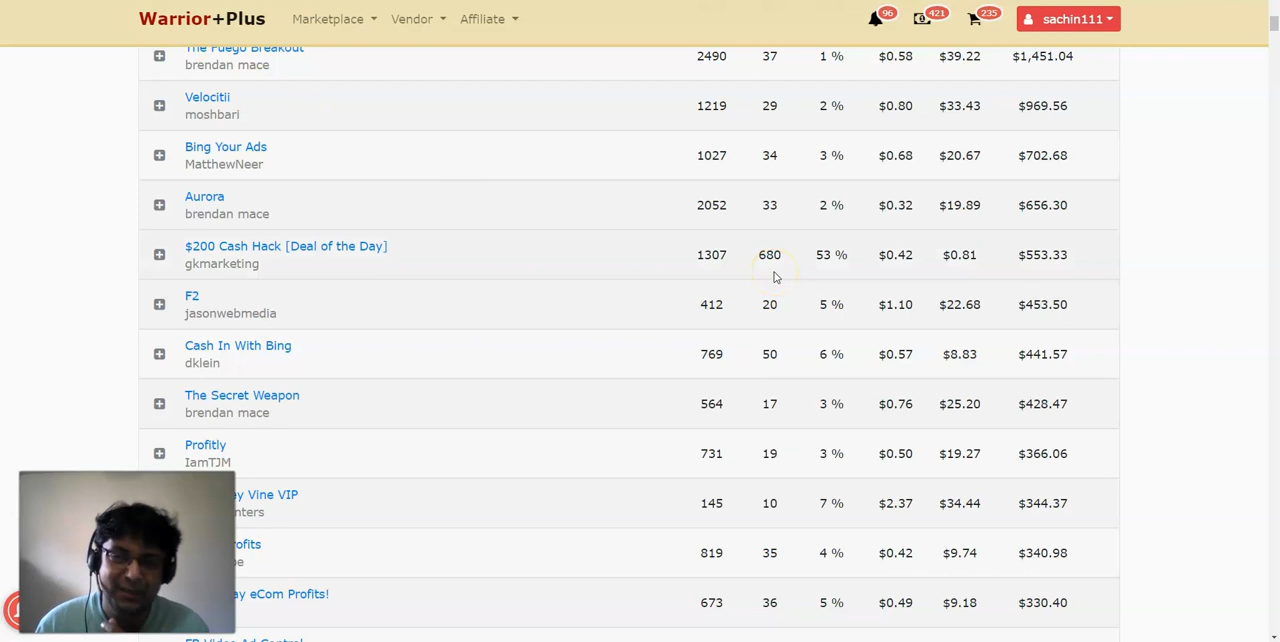 Warrior+Plus Marketplace Vendor Affiliate 96 421 235 sachin111
The Fuego Breakout 2490 37 1 % $0.58 $39.22 $1,451.04
brendan mace
Velocitii 1219 29 2 % $0.80 $33.43 $969.56
moshbari
Bing Your Ads 1027 34 3 % $0.68 $20.67 $702.68
MatthewNeer
Aurora 2052 33 2 % $0.32 $19.89 $656.30
brendan mace
$200 Cash Hack [Deal of the Day] 1307 680 53 % $0.42 $0.81 $553.33
gkmarketing
F2 412 20 5 % $1.10 $22.68 $453.50
jasonwebmedia
Cash In With Bing 769 50 6 % $0.57 $8.83 $441.57
dklein
The Secret Weapon 564 17 3 % $0.76 $25.20 $428.47
brendan mace
Profitly 731 19 3 % $0.50 $19.27 $366.06
IamTJM
Vine VIP 145 10 7 % $2.37 $34.44 $344.37
819 35 4 % $0.42 $9.74 $340.98
eCom Profits! 673 36 5 % $0.49 $9.18 $330.40